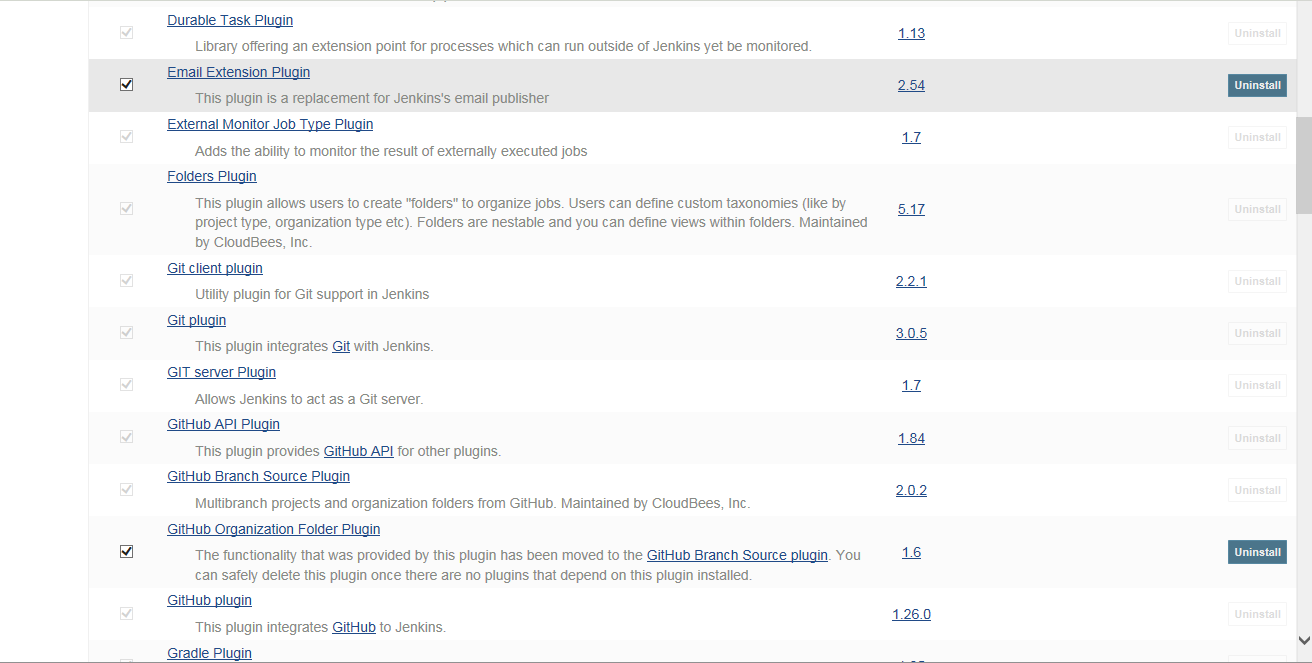 Durable Task Plugin
Library offering an extension point for processes which can run outside of Jenkins yet be monitored.
1.13
Uninstall
Email Extension Plugin
This plugin is a replacement for Jenkins's email publisher
2.54
Uninstall
External Monitor Job Type Plugin
Adds the ability to monitor the result of externally executed jobs
1.7
Uninstall
Folders Plugin
This plugin allows users to create "folders" to organize jobs. Users can define custom taxonomies (like by
project type, organization type etc). Folders are nestable and you can define views within folders. Maintained
by CloudBees, Inc.
5.17
Uninstall
Git client plugin
Utility plugin for Git support in Jenkins
2.2.1
Uninstall
Git plugin
This plugin integrates Git with Jenkins.
3.0.5
Uninstall
GIT server Plugin
Allows Jenkins to act as a Git server.
1.7
Uninstall
GitHub API Plugin
This plugin provides GitHub API for other plugins.
1.84
Uninstall
GitHub Branch Source Plugin
Multibranch projects and organization folders from GitHub. Maintained by CloudBees, Inc.
2.0.2
Uninstall
GitHub Organization Folder Plugin
The functionality that was provided by this plugin has been moved to the GitHub Branch Source plugin. You
can safely delete this plugin once there are no plugins that depend on this plugin installed.
1.6
Uninstall
GitHub plugin
This plugin integrates GitHub to Jenkins.
1.26.0
Uninstall
Gradle Plugin